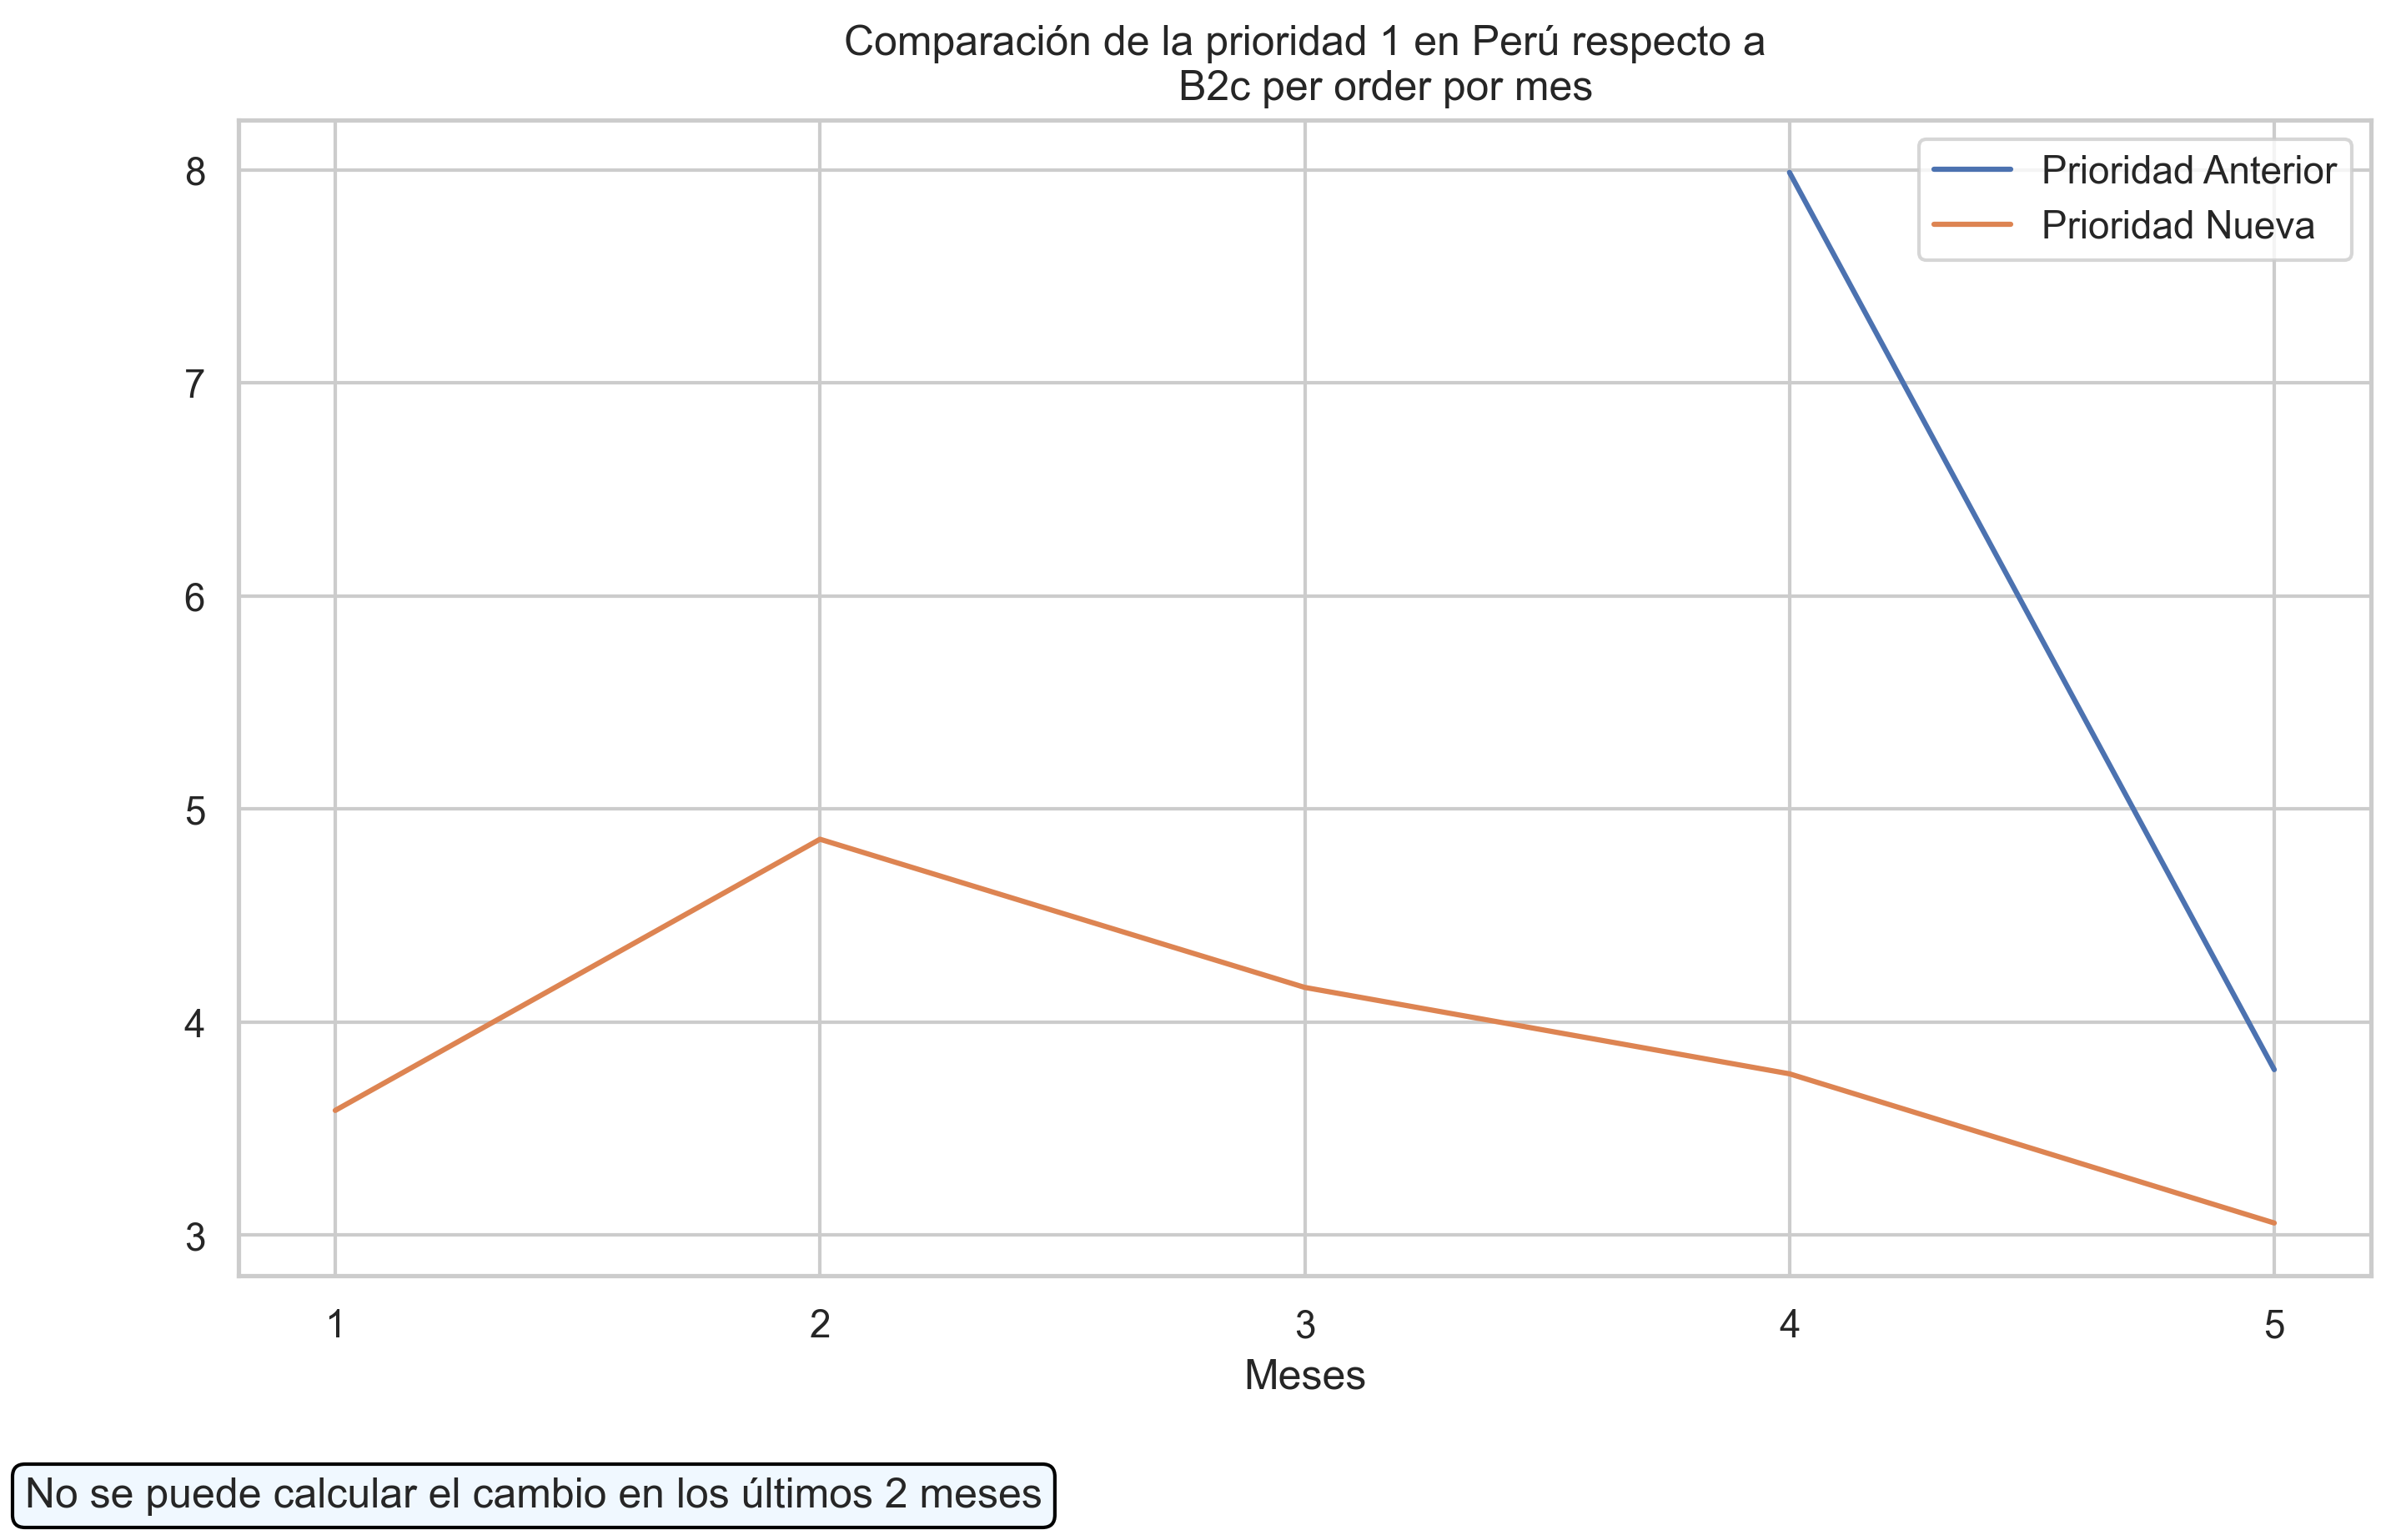 Comparación de la prioridad 1 en Perú respecto a
B2c per order por mes
8
7
6
5
4
3
Prioridad Anterior
Prioridad Nueva
1 2 3 4 5
Meses
No se puede calcular el cambio en los últimos 2 meses